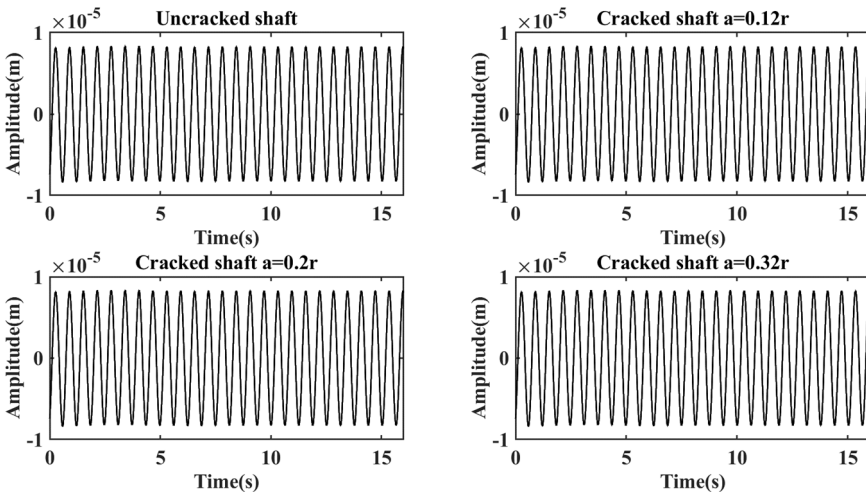 Uncracked shaft
×10⁻⁵
1
0
-1
Amplitude(m)
0 5 10 15
Time(s)
Cracked shaft a=0.12r
×10⁻⁵
1
0
-1
Amplitude(m)
0 5 10 15
Time(s)
Cracked shaft a=0.2r
×10⁻⁵
1
0
-1
Amplitude(m)
0 5 10 15
Time(s)
Cracked shaft a=0.32r
×10⁻⁵
1
0
-1
Amplitude(m)
0 5 10 15
Time(s)